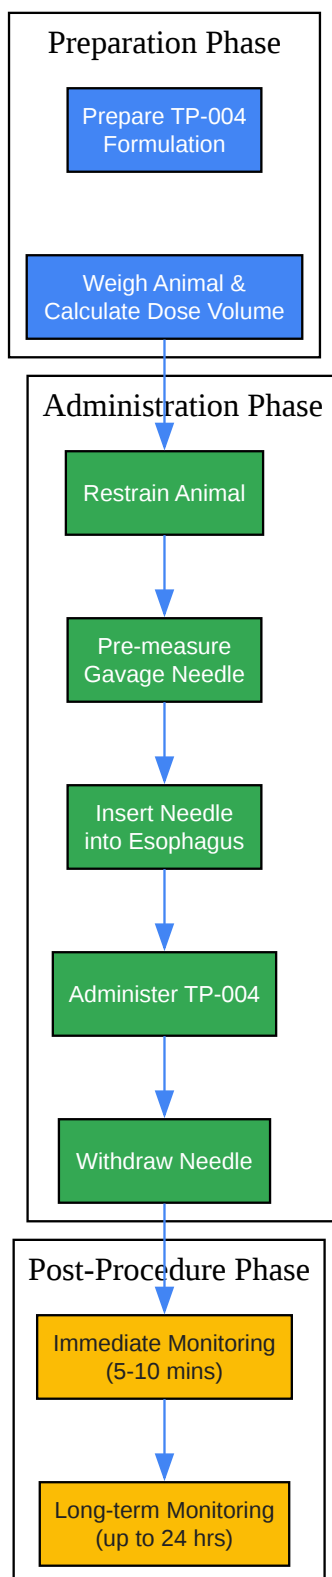 Preparation Phase
Prepare TP-004
Formulation
Weigh Animal &
Calculate Dose Volume
Administration Phase
Restrain Animal
Pre-measure
Gavage Needle
Insert Needle
into Esophagus
Administer TP-004
Withdraw Needle
Post-Procedure Phase
Immediate Monitoring
(5-10 mins)
Long-term Monitoring
(up to 24 hrs)